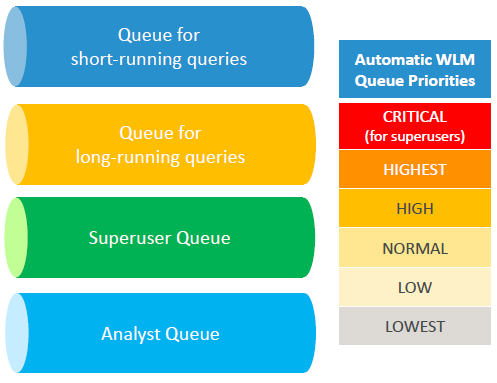 Queue for
short-running queries
Queue for
long-running queries
Superuser Queue
Analyst Queue
Automatic WLM
Queue Priorities
CRITICAL
(for superusers)
HIGHEST
HIGH
NORMAL
LOW
LOWEST